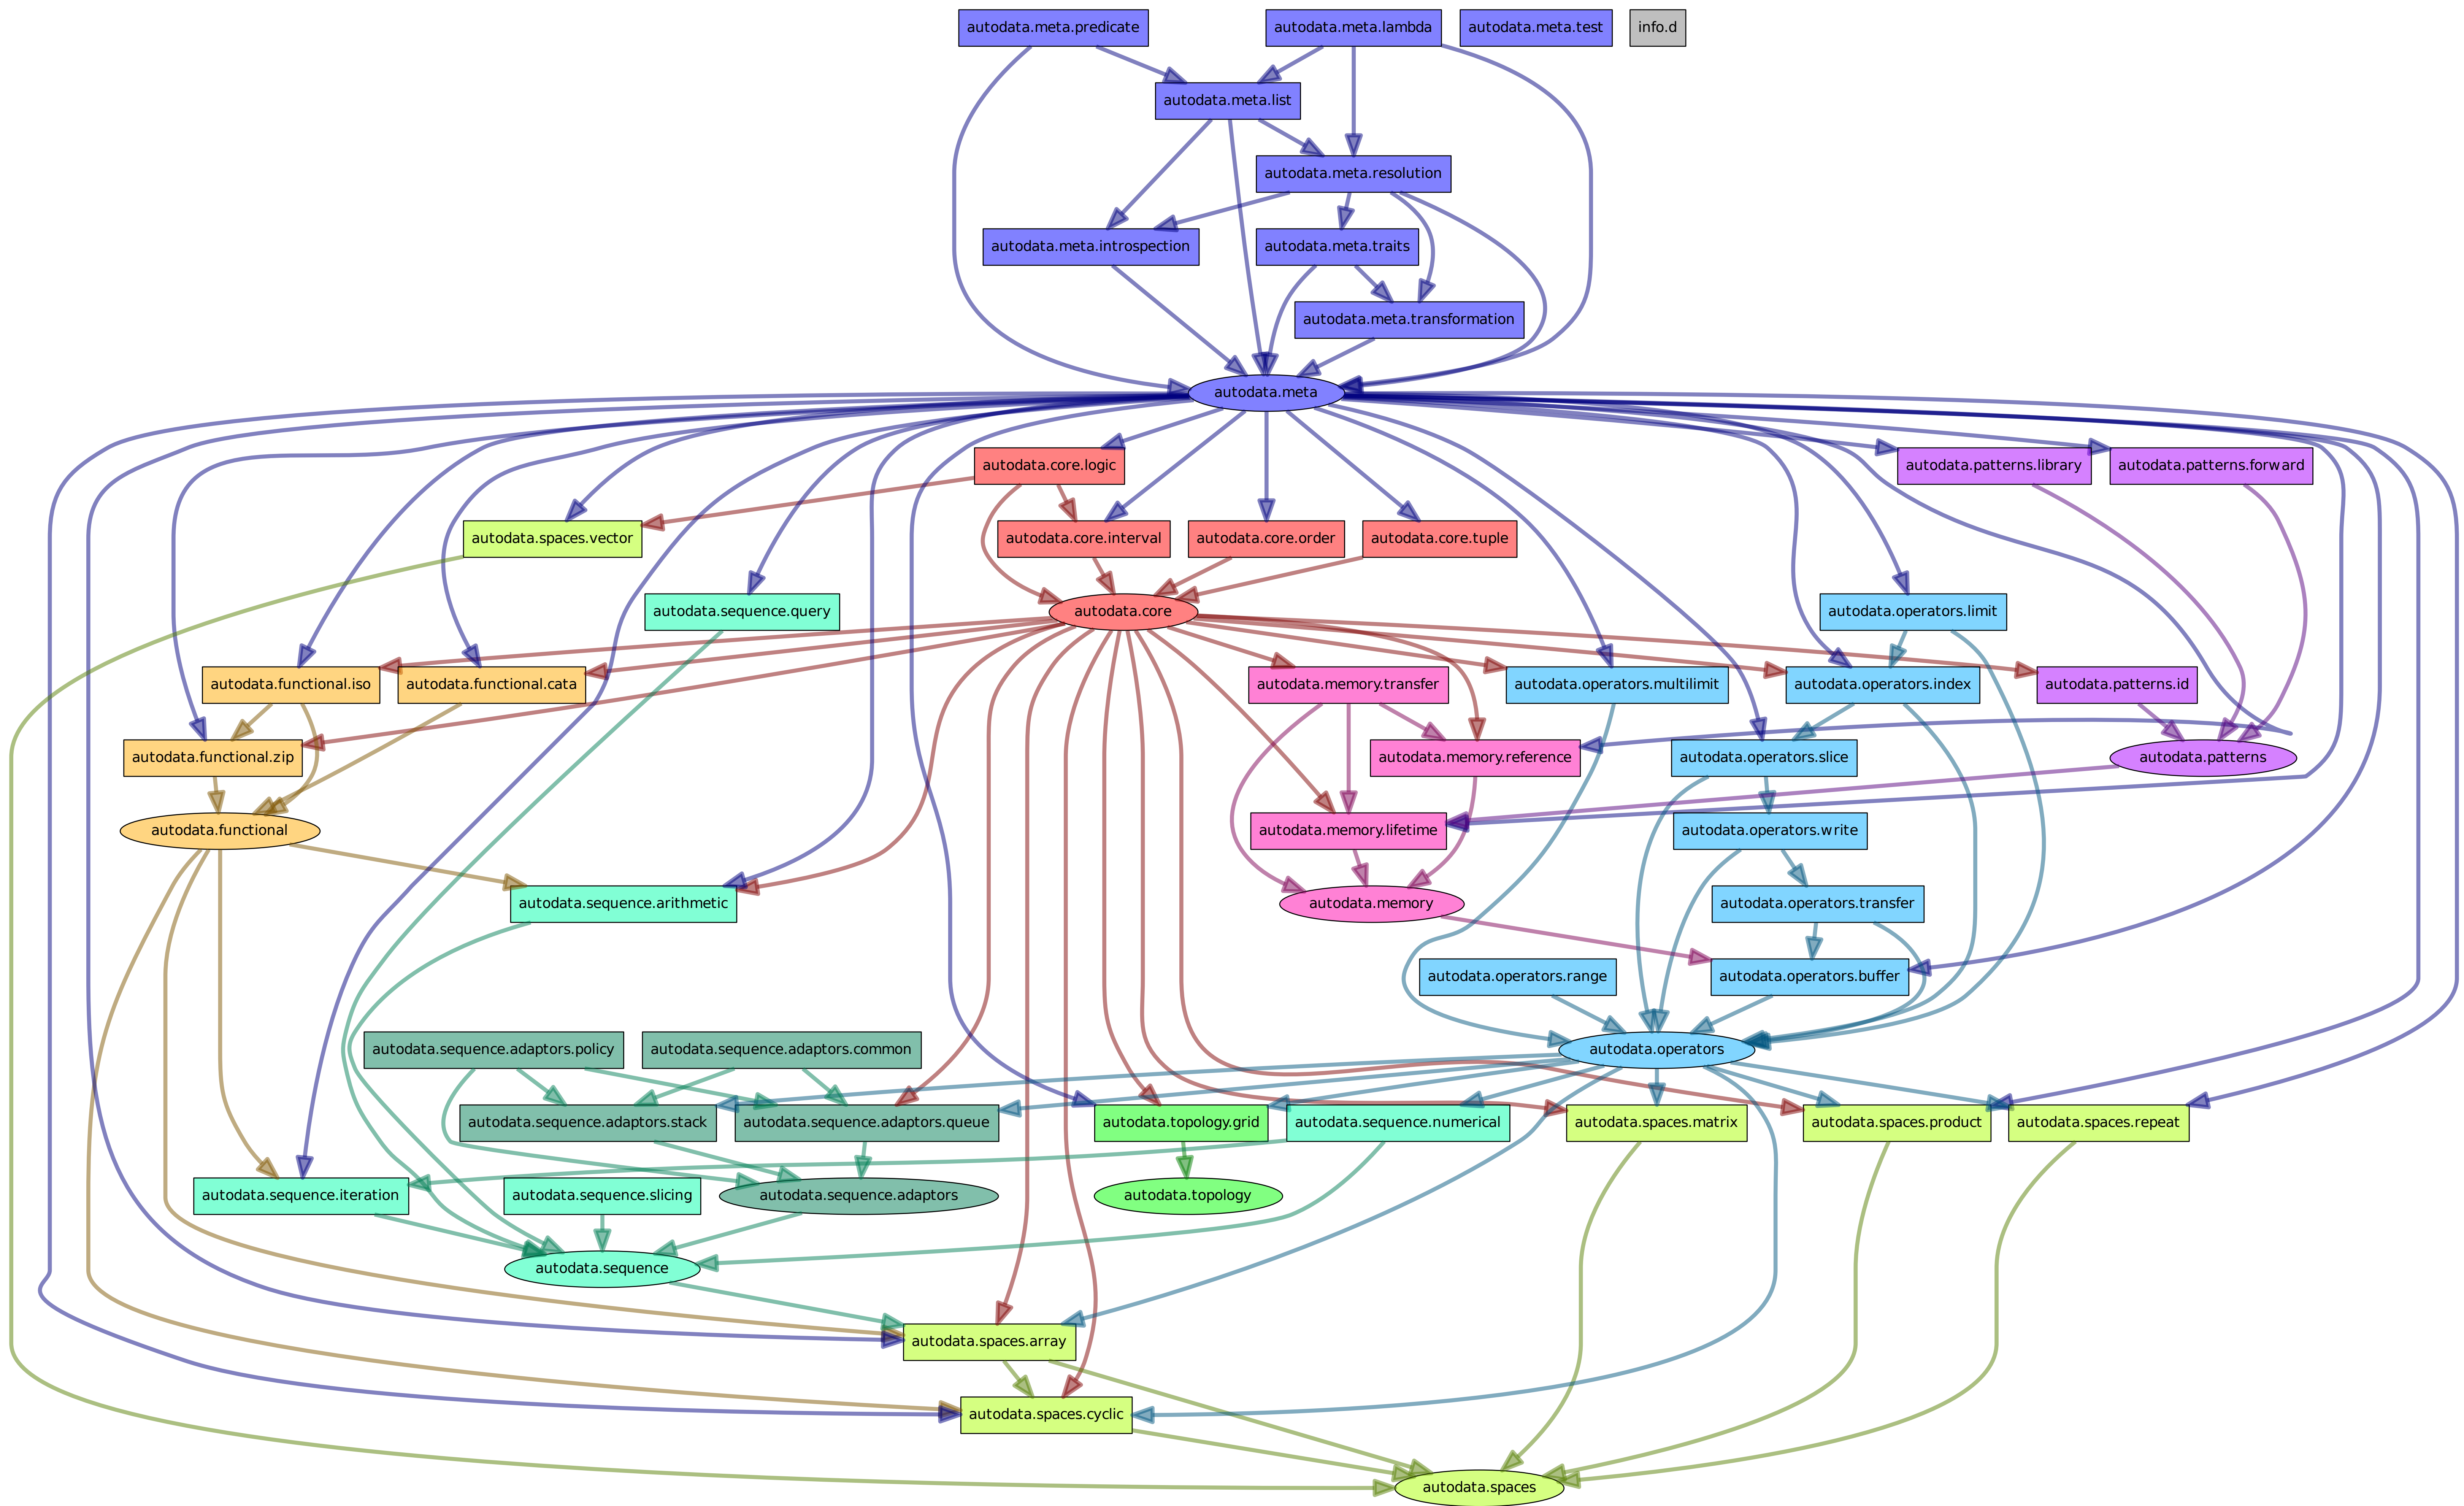 autodata.meta.predicate
autodata.meta.lambda
autodata.meta.test
info.d
autodata.meta.list
autodata.meta.resolution
autodata.meta.introspection
autodata.meta.traits
autodata.meta.transformation
autodata.meta
autodata.core.logic
autodata.patterns.library
autodata.patterns.forward
autodata.spaces.vector
autodata.core.interval
autodata.core.order
autodata.core.tuple
autodata.sequence.query
autodata.core
autodata.operators.limit
autodata.functional.iso
autodata.functional.cata
autodata.memory.transfer
autodata.operators.multilimit
autodata.operators.index
autodata.patterns.id
autodata.functional.zip
autodata.memory.reference
autodata.operators.slice
autodata.patterns
autodata.functional
autodata.memory.lifetime
autodata.operators.write
autodata.sequence.arithmetic
autodata.memory
autodata.operators.transfer
autodata.operators.range
autodata.operators.buffer
autodata.sequence.adaptors.policy
autodata.sequence.adaptors.common
autodata.operators
autodata.sequence.adaptors.stack
autodata.sequence.adaptors.queue
autodata.topology.grid
autodata.sequence.numerical
autodata.spaces.matrix
autodata.spaces.product
autodata.spaces.repeat
autodata.sequence.iteration
autodata.sequence.slicing
autodata.sequence.adaptors
autodata.topology
autodata.sequence
autodata.spaces.array
autodata.spaces.cyclic
autodata.spaces